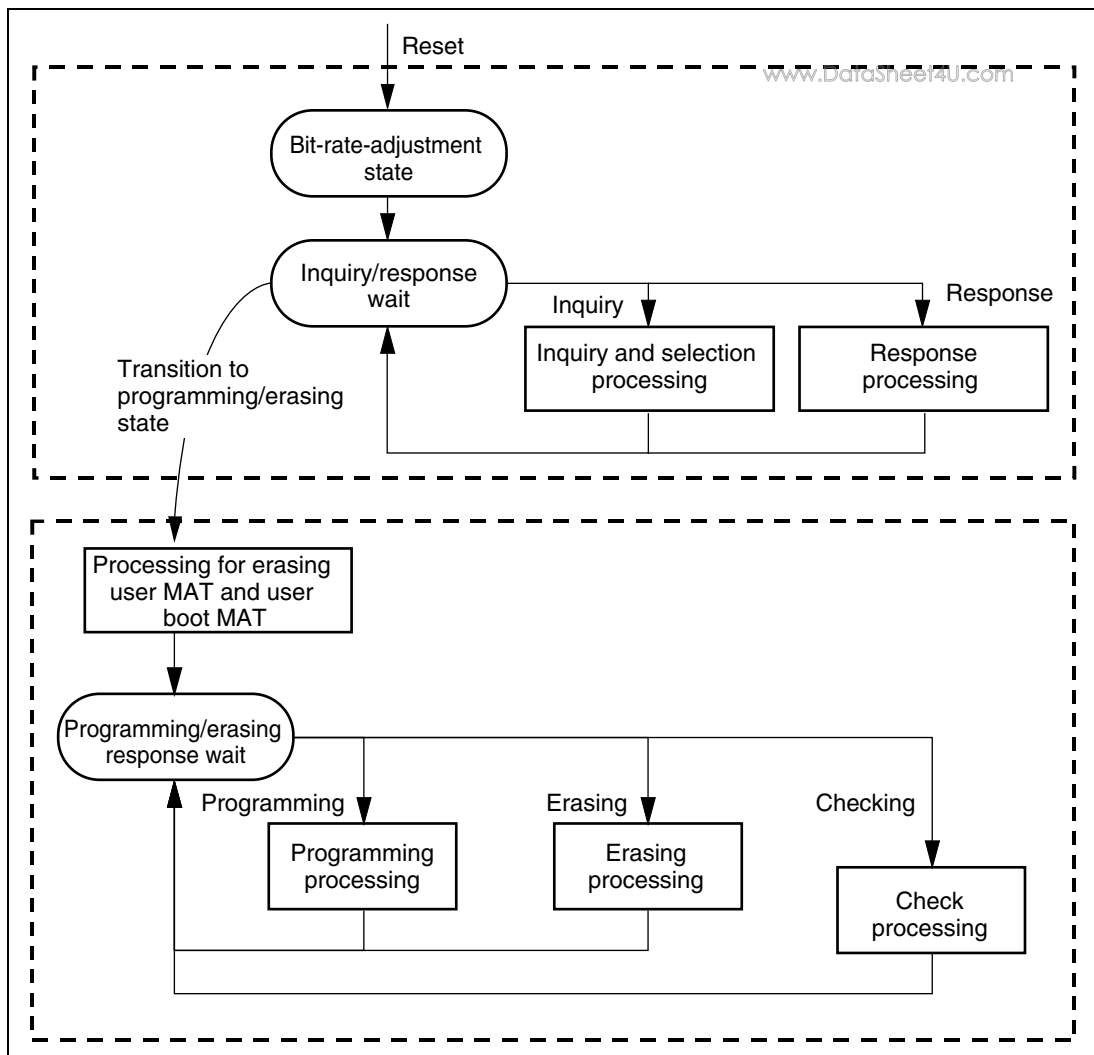 Reset
www.DataSheet4U.com
Bit-rate-adjustment
state
Inquiry/response
wait
Inquiry
Response
Inquiry and selection
processing
Response
processing
Transition to
programming/erasing
state
Processing for erasing
user MAT and user
boot MAT
Programming/erasing
response wait
Programming
Erasing
Checking
Programming
processing
Erasing
processing
Check
processing